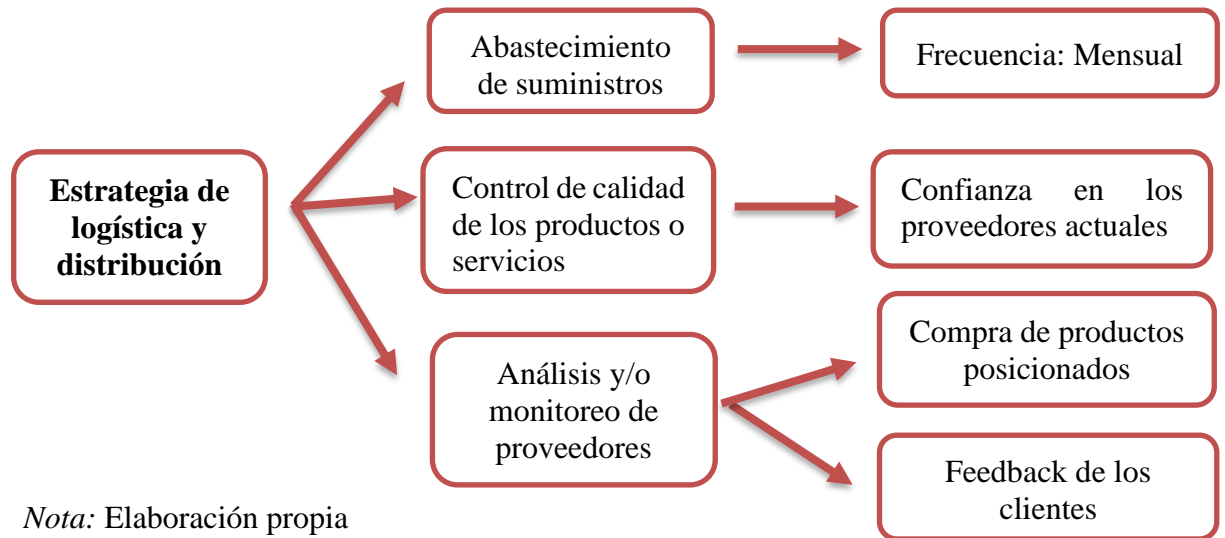 Abastecimiento
de suministros
Frecuencia: Mensual
Estrategia de
logística y
distribución
Control de calidad
de los productos o
servicios
Confianza en los
proveedores actuales
Análisis y/o
monitoreo de
proveedores
Compra de productos
posicionados
Feedback de los
clientes
Nota: Elaboración propia